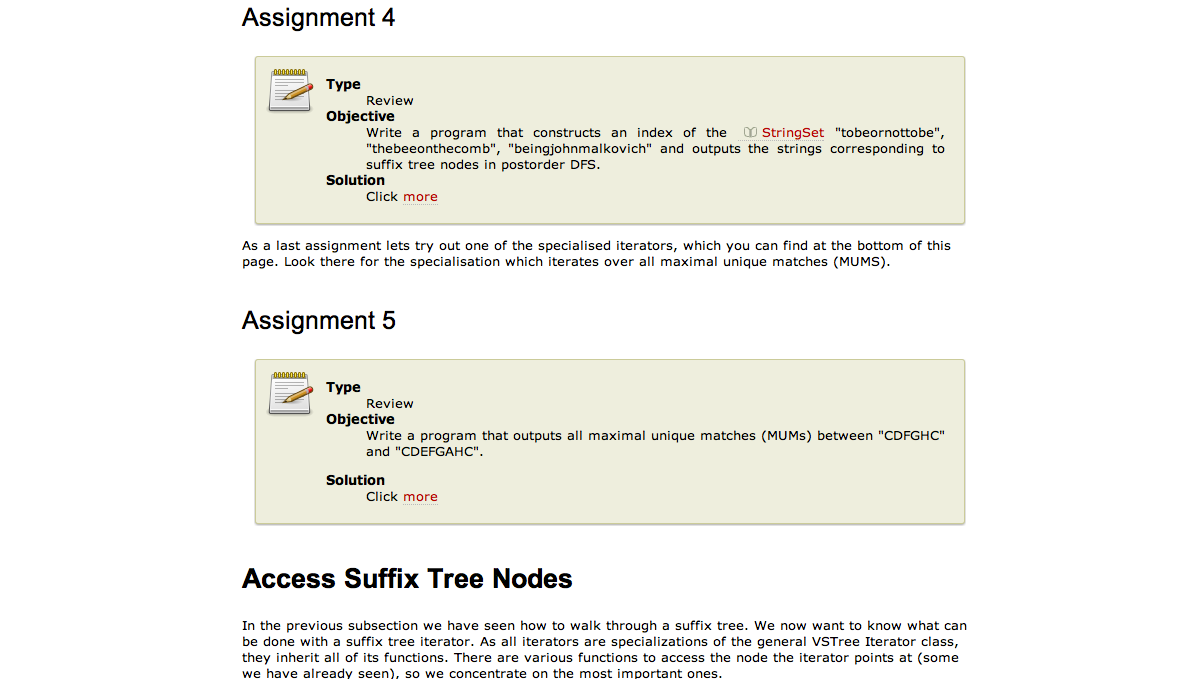 Assignment 4
Type
Review
Objective
Write a program that constructs an index of the StringSet "tobeornottobe",
"thebeeonthecomb", "beingjohnmalkovich" and outputs the strings corresponding to
suffix tree nodes in postorder DFS.
Solution
Click more
As a last assignment lets try out one of the specialised iterators, which you can find at the bottom of this
page. Look there for the specialisation which iterates over all maximal unique matches (MUMS).
Assignment 5
Type
Review
Objective
Write a program that outputs all maximal unique matches (MUMs) between "CDFGHC"
and "CDEFGAHC".
Solution
Click more
Access Suffix Tree Nodes
In the previous subsection we have seen how to walk through a suffix tree. We now want to know what can
be done with a suffix tree iterator. As all iterators are specializations of the general VSTree Iterator class,
they inherit all of its functions. There are various functions to access the node the iterator points at (some
we have already seen), so we concentrate on the most important ones.